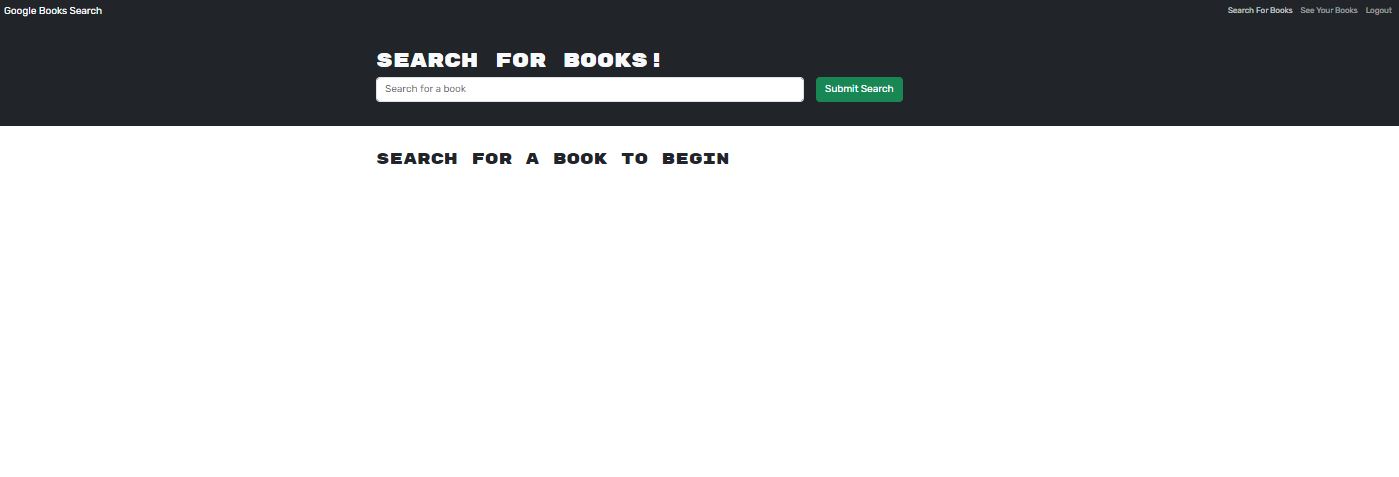 Google Books Search
Search For Books See Your Books Logout
SEARCH FOR BOOKS!
Search for a book
Submit Search
SEARCH FOR A BOOK TO BEGIN